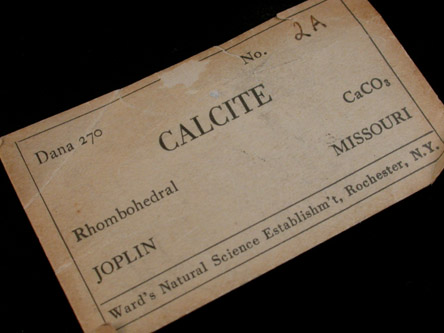 No. 2A
Dana 270
CALCITE
CaCO₃
Rhombohedral
JOPLIN MISSOURI
Ward's Natural Science Establishm't, Rochester, N.Y.